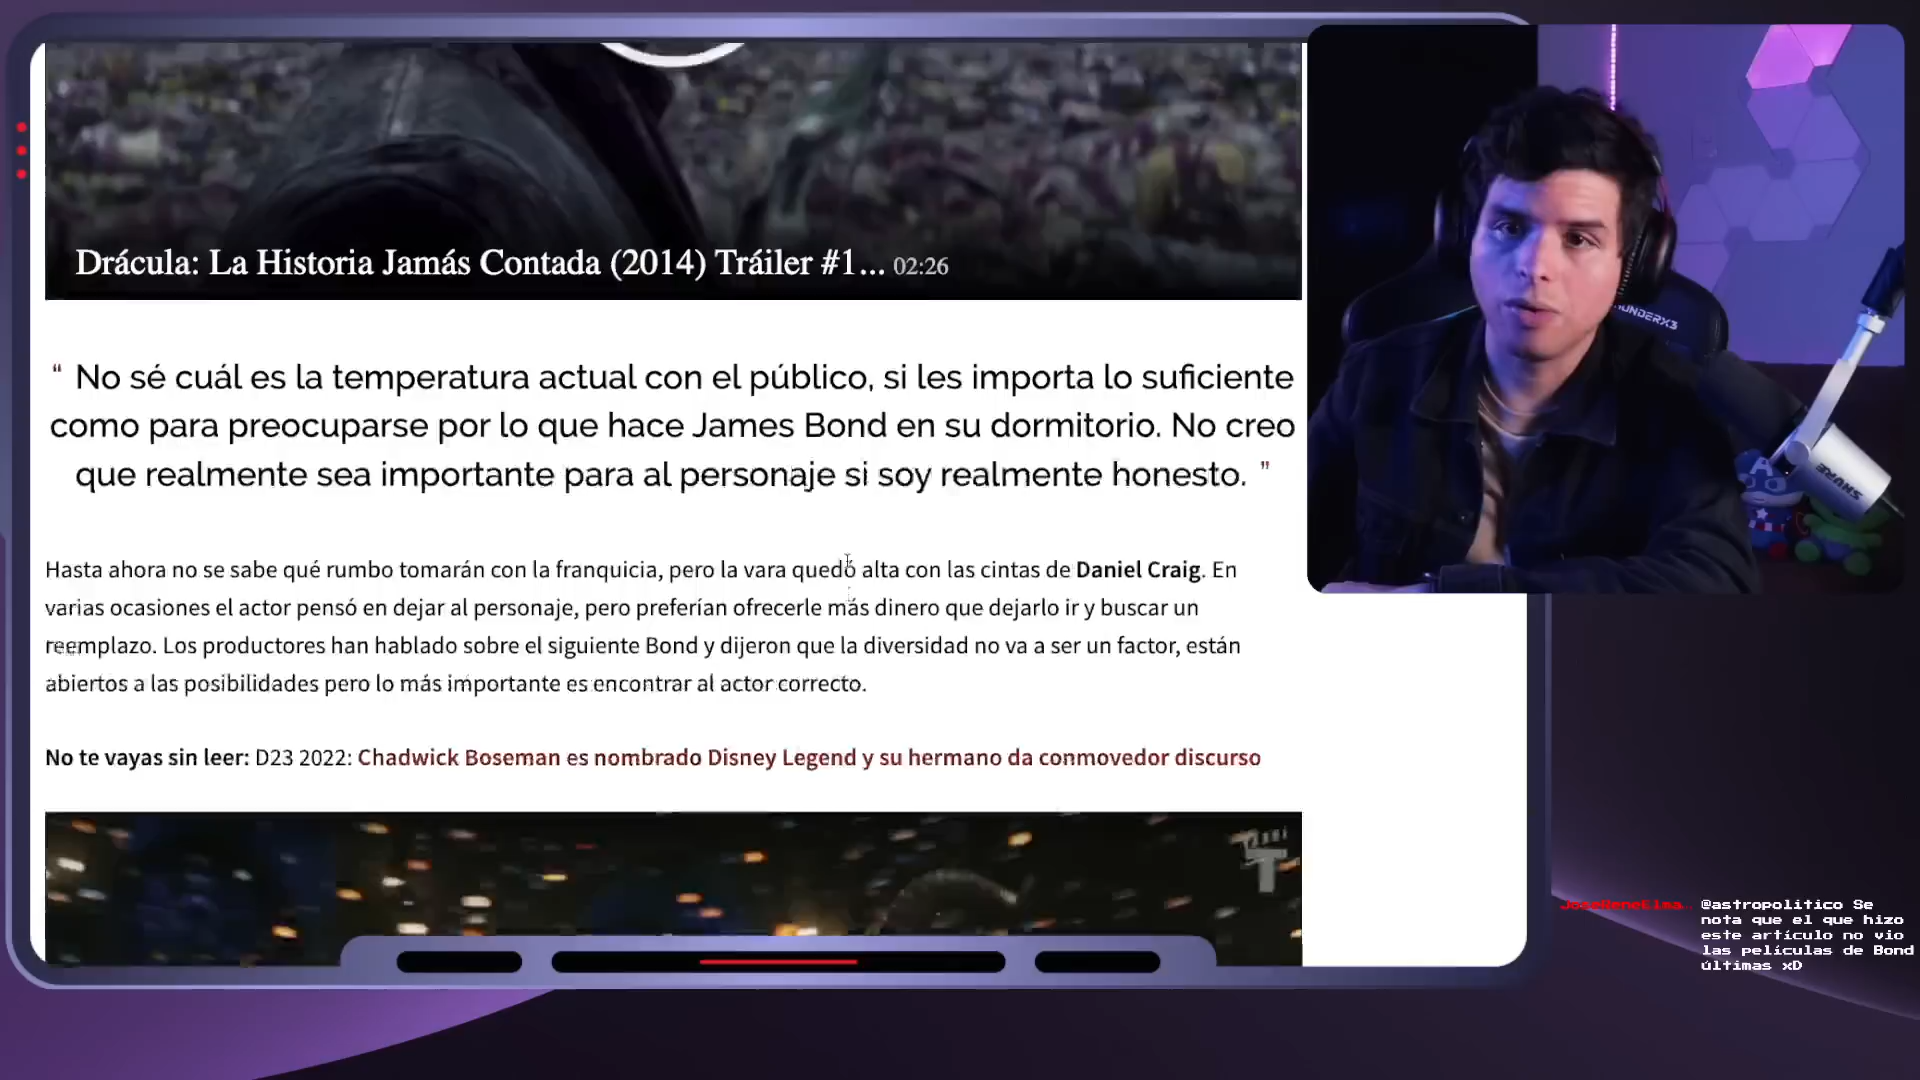 Drácula: La Historia Jamás Contada (2014) Tráiler #1... 02:26
“ No sé cuál es la temperatura actual con el público, si les importa lo suficiente
como para preocuparse por lo que hace James Bond en su dormitorio. No creo
que realmente sea importante para al personaje si soy realmente honesto. ”
Hasta ahora no se sabe qué rumbo tomarán con la franquicia, pero la vara quedó alta con las cintas de Daniel Craig. En
varias ocasiones el actor pensó en dejar al personaje, pero preferían ofrecerle más dinero que dejarlo ir y buscar un
reemplazo. Los productores han hablado sobre el siguiente Bond y dijeron que la diversidad no va a ser un factor, están
abiertos a las posibilidades pero lo más importante es encontrar al actor correcto.
No te vayas sin leer: D23 2022: Chadwick Boseman es nombrado Disney Legend y su hermano da conmovedor discurso
THUNDERX3
JoseReneElma.. @astropolitico Se
nota que el que hizo
este artículo no vio
las películas de Bond
últimas xD